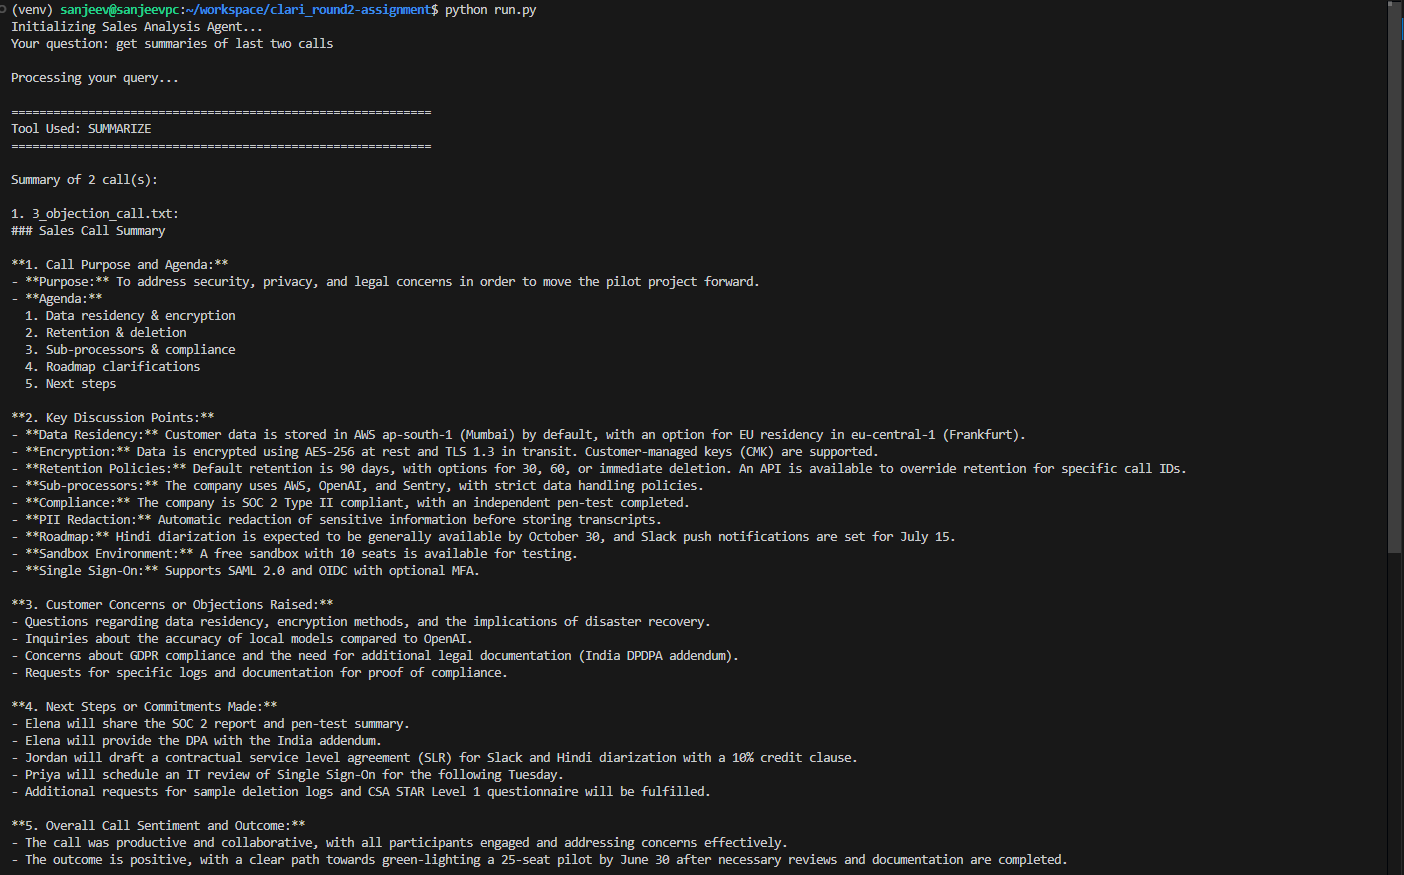 (venv) sanjeev@sanjeevpc:~/workspace/clari_round2-assignment$ python run.py
Initializing Sales Analysis Agent...
Your question: get summaries of last two calls
Processing your query...
============================================================
Tool Used: SUMMARIZE
============================================================
Summary of 2 call(s):
1. 3_objection_call.txt:
### Sales Call Summary
**1. Call Purpose and Agenda:**
- **Purpose:** To address security, privacy, and legal concerns in order to move the pilot project forward.
- **Agenda:**
  1. Data residency & encryption
  2. Retention & deletion
  3. Sub-processors & compliance
  4. Roadmap clarifications
  5. Next steps
**2. Key Discussion Points:**
- **Data Residency:** Customer data is stored in AWS ap-south-1 (Mumbai) by default, with an option for EU residency in eu-central-1 (Frankfurt).
- **Encryption:** Data is encrypted using AES-256 at rest and TLS 1.3 in transit. Customer-managed keys (CMK) are supported.
- **Retention Policies:** Default retention is 90 days, with options for 30, 60, or immediate deletion. An API is available to override retention for specific call IDs.
- **Sub-processors:** The company uses AWS, OpenAI, and Sentry, with strict data handling policies.
- **Compliance:** The company is SOC 2 Type II compliant, with an independent pen-test completed.
- **PII Redaction:** Automatic redaction of sensitive information before storing transcripts.
- **Roadmap:** Hindi diarization is expected to be generally available by October 30, and Slack push notifications are set for July 15.
- **Sandbox Environment:** A free sandbox with 10 seats is available for testing.
- **Single Sign-On:** Supports SAML 2.0 and OIDC with optional MFA.
**3. Customer Concerns or Objections Raised:**
- Questions regarding data residency, encryption methods, and the implications of disaster recovery.
- Inquiries about the accuracy of local models compared to OpenAI.
- Concerns about GDPR compliance and the need for additional legal documentation (India DPDPA addendum).
- Requests for specific logs and documentation for proof of compliance.
**4. Next Steps or Commitments Made:**
- Elena will share the SOC 2 report and pen-test summary.
- Elena will provide the DPA with the India addendum.
- Jordan will draft a contractual service level agreement (SLR) for Slack and Hindi diarization with a 10% credit clause.
- Priya will schedule an IT review of Single Sign-On for the following Tuesday.
- Additional requests for sample deletion logs and CSA STAR Level 1 questionnaire will be fulfilled.
**5. Overall Call Sentiment and Outcome:**
- The call was productive and collaborative, with all participants engaged and addressing concerns effectively.
- The outcome is positive, with a clear path towards green-lighting a 25-seat pilot by June 30 after necessary reviews and documentation are completed.